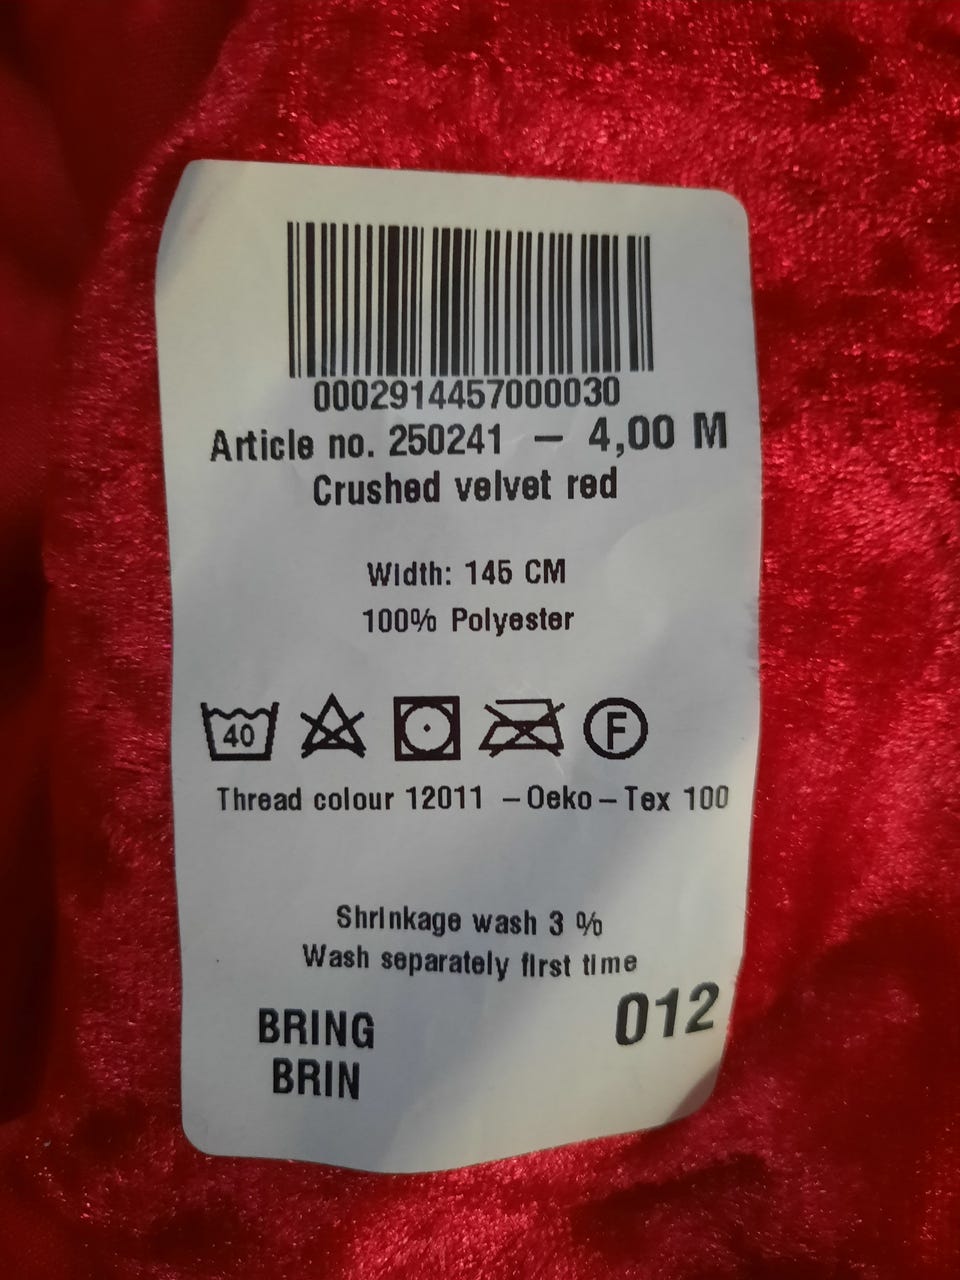 0002914457000030
Article no. 250241 – 4,00 M
Crushed velvet red
Width: 145 CM
100% Polyester
40 F
Thread colour 12011 – Oeko – Tex 100
Shrinkage wash 3 %
Wash separately first time
BRING 012
BRIN